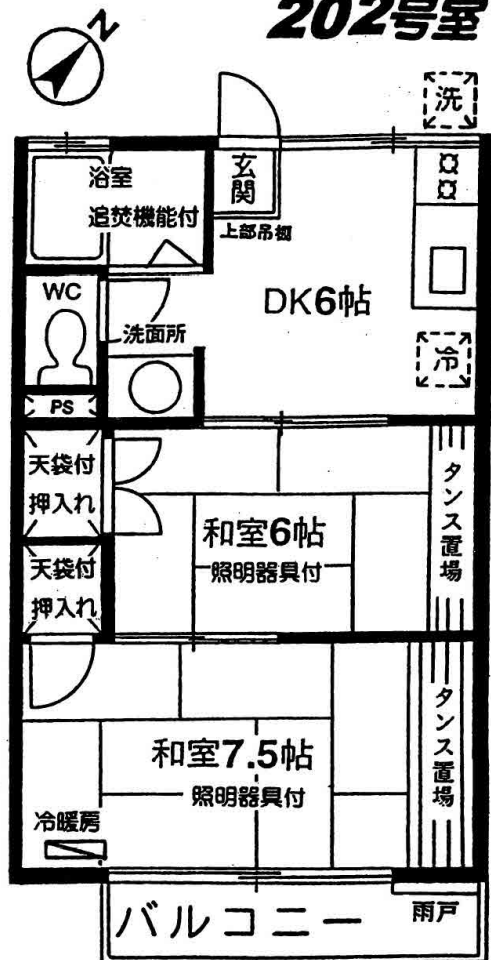 202号室
N
洗
浴室
追焚機能付
玄関
上部吊棚
WC
洗面所
DK6帖
冷
PS
天袋付
押入れ
和室6帖
照明器具付
タンス置場
天袋付
押入れ
和室7.5帖
照明器具付
タンス置場
冷暖房
バルコニー
雨戸